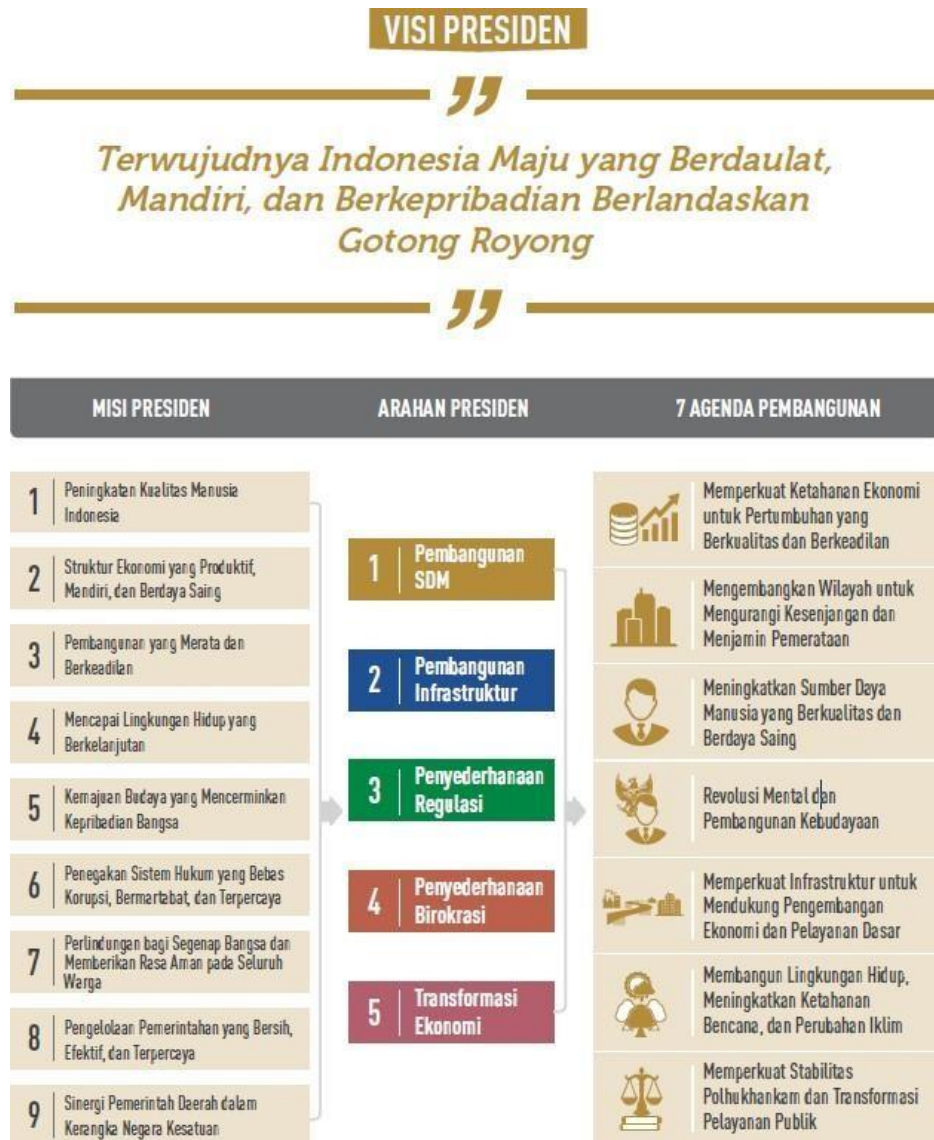 VISI PRESIDEN
Terwujudnya Indonesia Maju yang Berdaulat,
Mandiri, dan Berkepribadian Berlandaskan
Gotong Royong
MISI PRESIDEN
ARAHAN PRESIDEN
7 AGENDA PEMBANGUNAN
1
Peningkatan Kualitas Manusia
Indonesia
2
Struktur Ekonomi yang Produktif,
Mandiri, dan Berdaya Saing
3
Pembangunan yang Merata dan
Berkeadilan
4
Mencapai Lingkungan Hidup yang
Berkelanjutan
5
Kemajuan Budaya yang Mencerminkan
Kepribadian Bangsa
6
Penegakan Sistem Hukum yang Bebas
Korupsi, Bermartabat, dan Terpercaya
7
Perlindungan bagi Segenap Bangsa dan
Memberikan Rasa Aman pada Seluruh
Warga
8
Pengelolaan Pemerintahan yang Bersih,
Efektif, dan Terpercaya
9
Sinergi Pemerintah Daerah dalam
Kerangka Negara Kesatuan
1
Pembangunan
SDM
2
Pembangunan
Infrastruktur
3
Penyederhanaan
Regulasi
4
Penyederhanaan
Birokrasi
5
Transformasi
Ekonomi
Memperkuat Ketahanan Ekonomi
untuk Pertumbuhan yang
Berkualitas dan Berkeadilan
Mengembangkan Wilayah untuk
Mengurangi Kesenjangan dan
Menjamin Pemerataan
Meningkatkan Sumber Daya
Manusia yang Berkualitas dan
Berdaya Saing
Revolusi Mental dan
Pembangunan Kebudayaan
Memperkuat Infrastruktur untuk
Mendukung Pengembangan
Ekonomi dan Pelayanan Dasar
Membangun Lingkungan Hidup,
Meningkatkan Ketahanan
Bencana, dan Perubahan Iklim
Memperkuat Stabilitas
Polhukhankam dan Transformasi
Pelayanan Publik